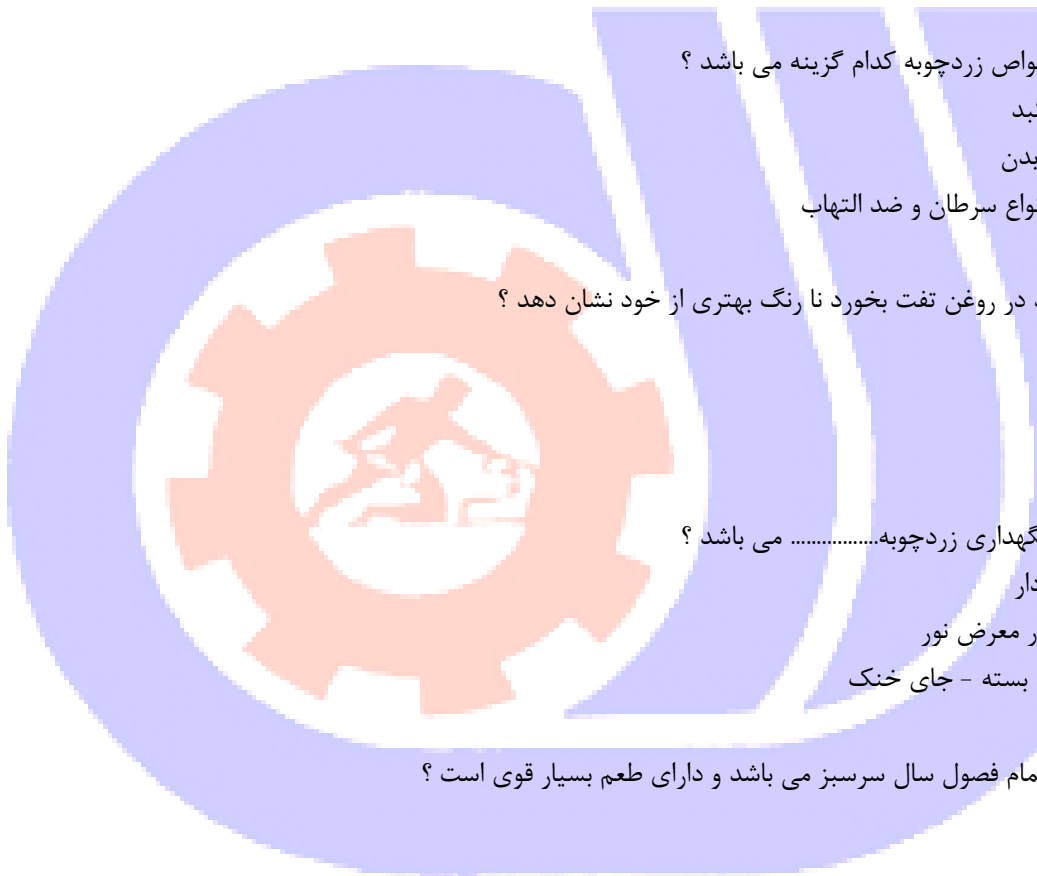 واص زردچوبه کدام گزینه می باشد ؟
بد
بدن
واع سرطان و ضد التهاب
در روغن تفت بخورد نا رنگ بهتری از خود نشان دهد ؟
گهداری زردچوبه................ می باشد ؟
دار
ر معرض نور
بسته - جای خنک
مام فصول سال سرسبز می باشد و دارای طعم بسیار قوی است ؟